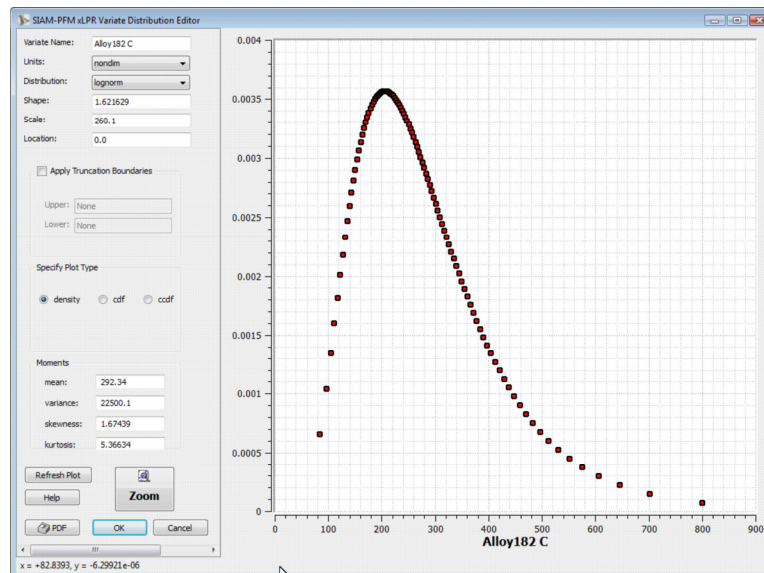 SIAM-PFM xLPR Variate Distribution Editor
Variate Name: Alloy182 C
Units: nondim
Distribution: lognorm
Shape: 1.621629
Scale: 260.1
Location: 0.0
Apply Truncation Boundaries
Upper: None
Lower: None
Specify Plot Type
density cdf ccdf
Moments
mean: 292.34
variance: 22500.1
skewness: 1.67439
kurtosis: 5.36634
Refresh Plot
Help
Zoom
PDF OK Cancel
x = +82.8393, y = -6.29921e-06
0.004
0.0035
0.003
0.0025
0.002
0.0015
0.001
0.0005
0
0 100 200 300 400 500 600 700 800 900
Alloy182 C